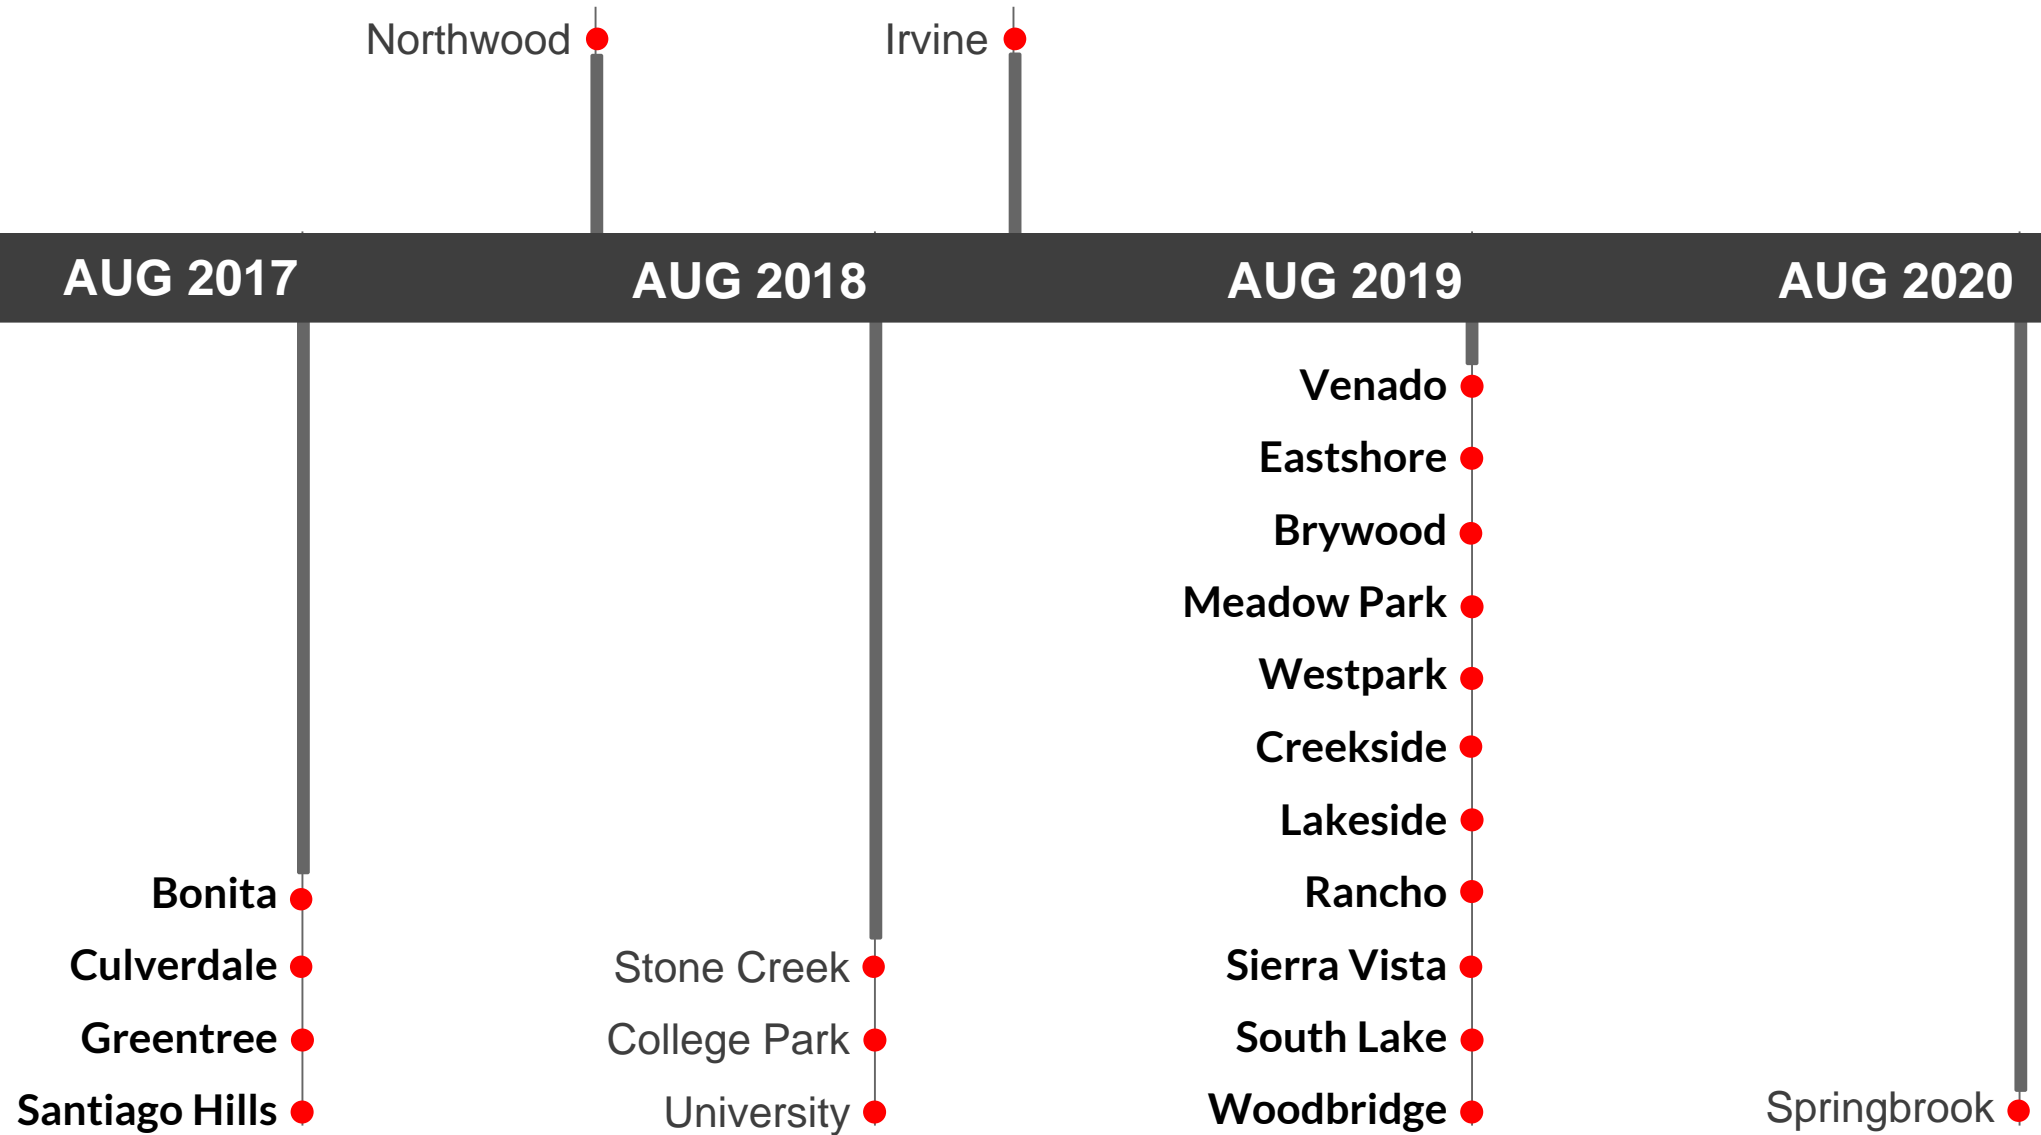 Northwood
Irvine
AUG 2017
AUG 2018
AUG 2019
AUG 2020
Bonita
Culverdale
Greentree
Santiago Hills
Stone Creek
College Park
University
Venado
Eastshore
Brywood
Meadow Park
Westpark
Creekside
Lakeside
Rancho
Sierra Vista
South Lake
Woodbridge
Springbrook